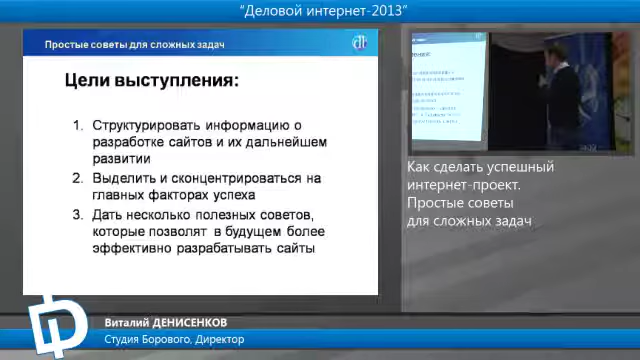 “Деловой интернет-2013”
Простые советы для сложных задач
Цели выступления:
1. Структурировать информацию о
разработке сайтов и их дальнейшем
развитии
2. Выделить и сконцентрироваться на
главных факторах успеха
3. Дать несколько полезных советов,
которые позволят в будущем более
эффективно разрабатывать сайты
Как сделать успешный
интернет-проект.
Простые советы
для сложных задач
Виталий ДЕНИСЕНКОВ
Студия Борового, Директор